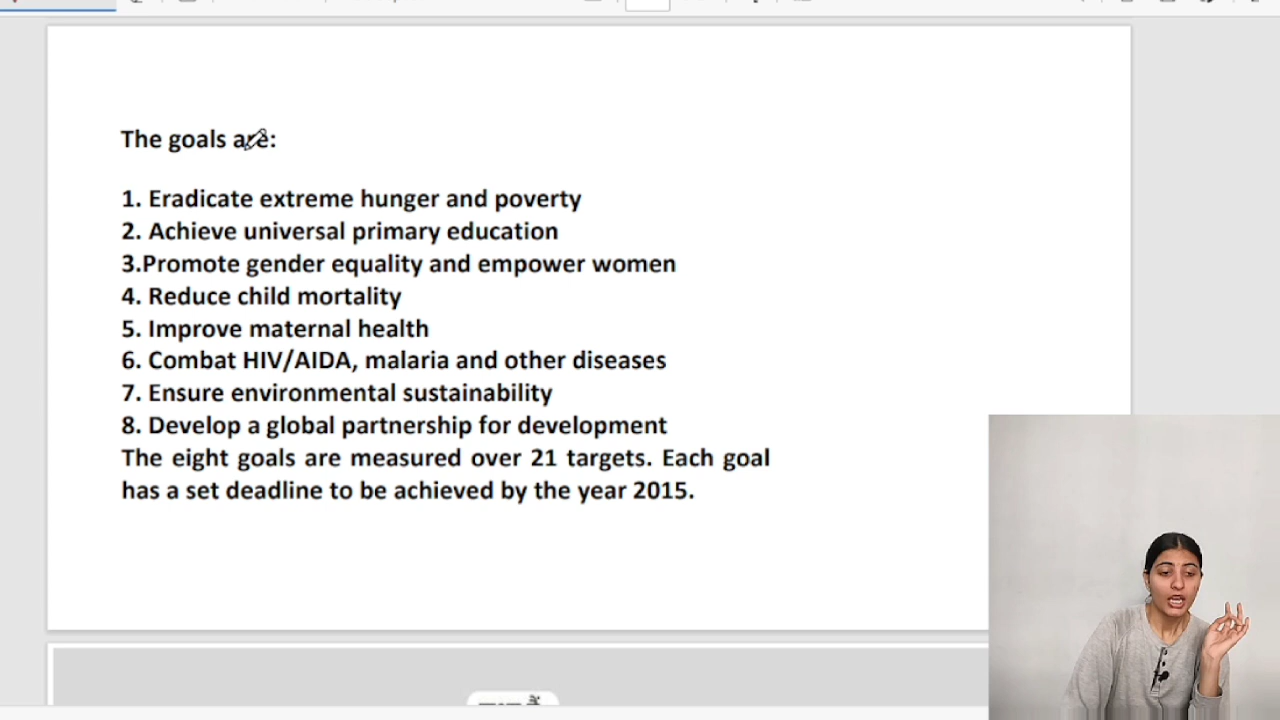 The goals are:
1. Eradicate extreme hunger and poverty
2. Achieve universal primary education
3.Promote gender equality and empower women
4. Reduce child mortality
5. Improve maternal health
6. Combat HIV/AIDA, malaria and other diseases
7. Ensure environmental sustainability
8. Develop a global partnership for development
The eight goals are measured over 21 targets. Each goal
has a set deadline to be achieved by the year 2015.